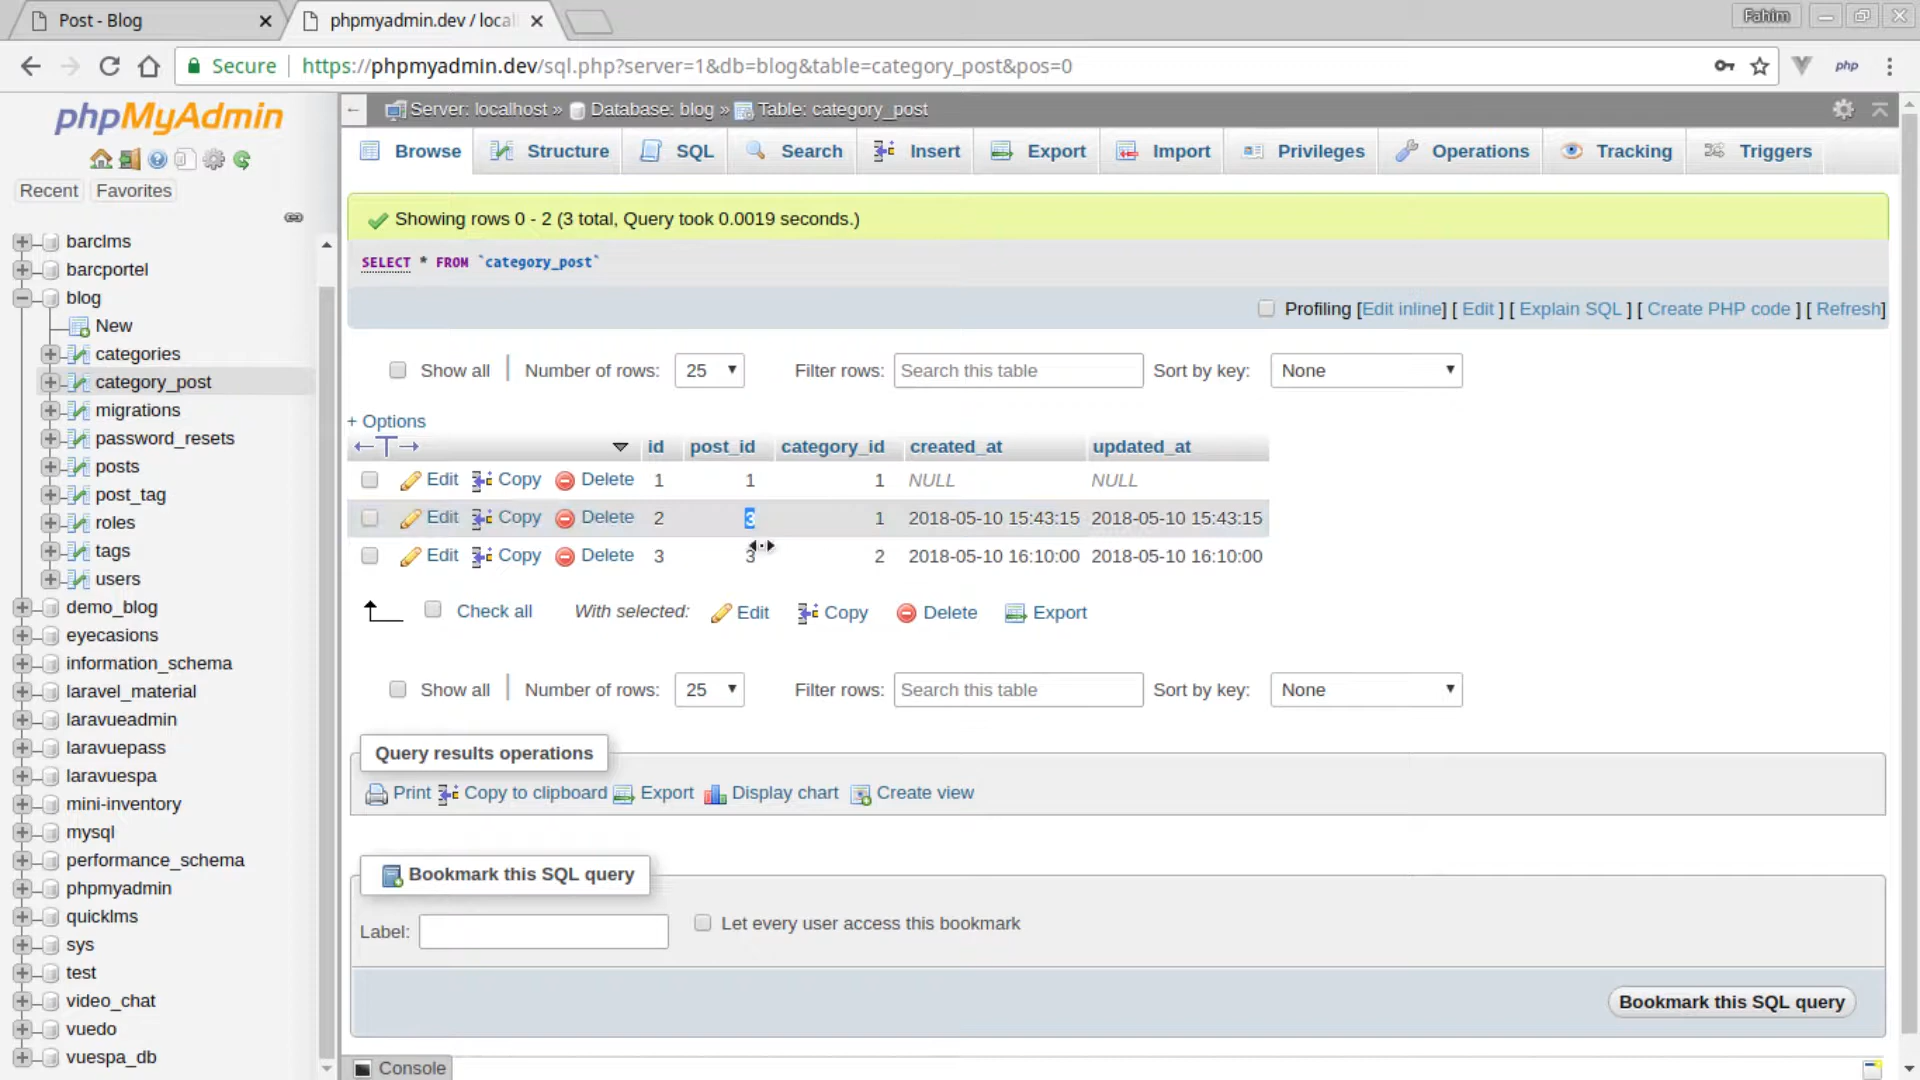 Post - Blog
phpmyadmin.dev / local
Fahim
Secure https://phpmyadmin.dev/sql.php?server=1&db=blog&table=category_post&pos=0
php
phpMyAdmin
Recent Favorites
barclms
barcportel
blog
New
categories
category_post
migrations
password_resets
posts
post_tag
roles
tags
users
demo_blog
eyecasions
information_schema
laravel_material
laravueadmin
laravuepass
laravuespa
mini-inventory
mysql
performance_schema
phpmyadmin
quicklms
sys
test
video_chat
vuedo
vuespa_db
Server: localhost » Database: blog » Table: category_post
Browse Structure SQL Search Insert Export Import Privileges Operations Tracking Triggers
Showing rows 0 - 2 (3 total, Query took 0.0019 seconds.)
SELECT * FROM `category_post`
Profiling [Edit inline] [ Edit ] [ Explain SQL ] [ Create PHP code ] [ Refresh]
Show all Number of rows: 25 Filter rows: Search this table Sort by key: None
+ Options
id post_id category_id created_at updated_at
Edit Copy Delete 1 1 1 NULL NULL
Edit Copy Delete 2 3 1 2018-05-10 15:43:15 2018-05-10 15:43:15
Edit Copy Delete 3 3 2 2018-05-10 16:10:00 2018-05-10 16:10:00
Check all With selected: Edit Copy Delete Export
Show all Number of rows: 25 Filter rows: Search this table Sort by key: None
Query results operations
Print Copy to clipboard Export Display chart Create view
Bookmark this SQL query
Label: Let every user access this bookmark
Bookmark this SQL query
Console